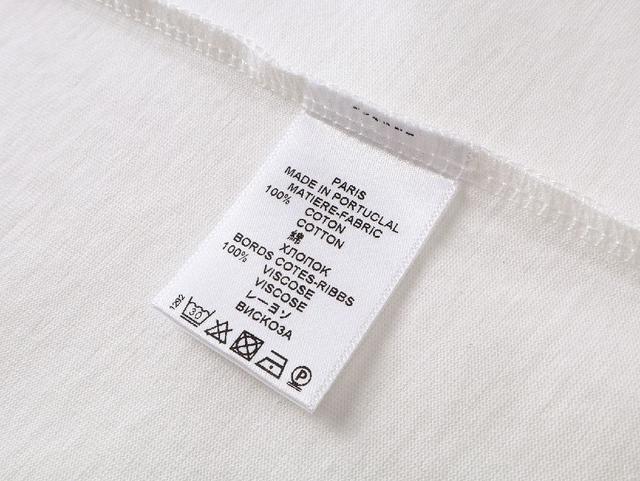 PARIS
MADE IN PORTUCLAL
MATIERE-FABRIC
100% COTON
COTTON
綿
ХЛОПОК
BORDS COTES-RIBBS
100% VISCOSE
VISCOSE
レーヨン
ВИСКОЗА
30
P